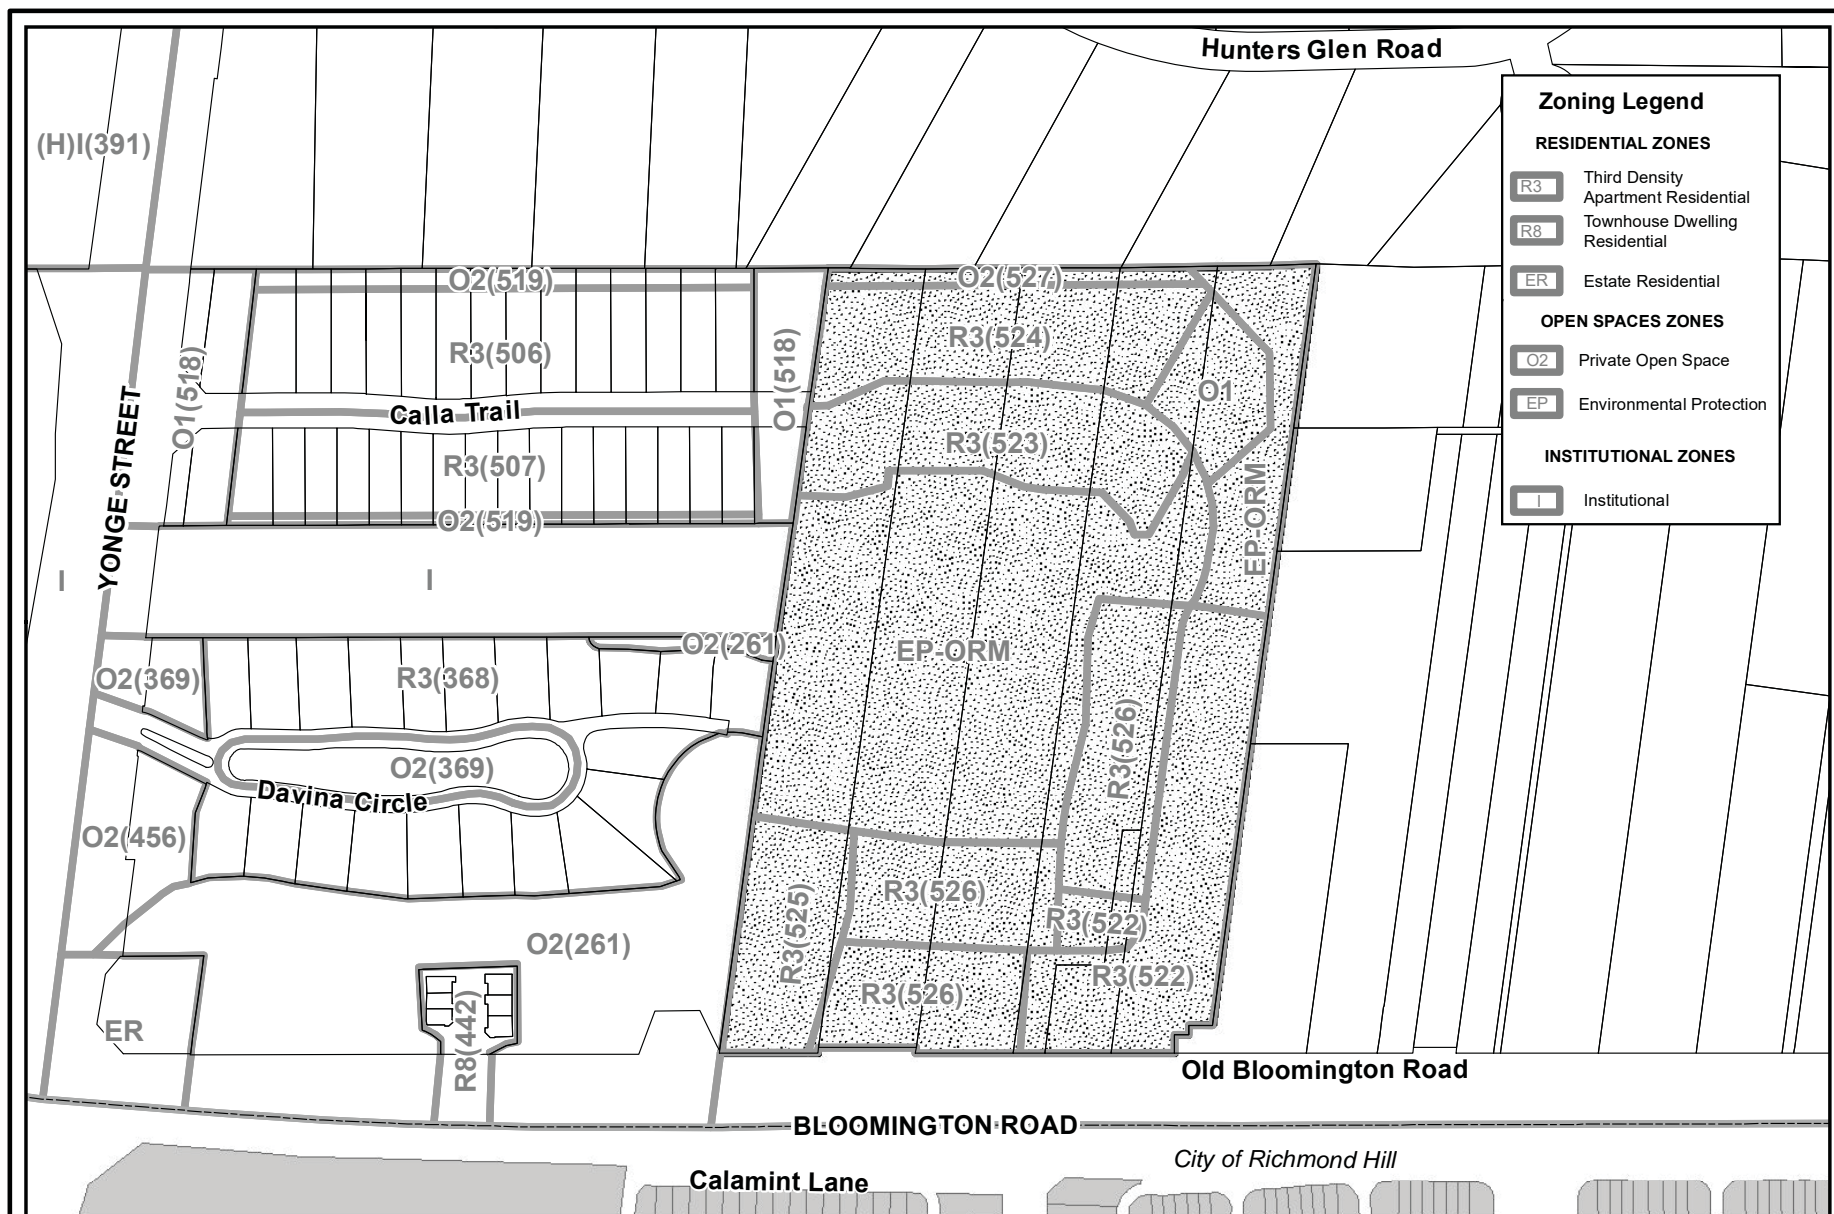 Hunters Glen Road
Zoning Legend
RESIDENTIAL ZONES
R3 Third Density
Apartment Residential
R8 Townhouse Dwelling
Residential
ER Estate Residential
OPEN SPACES ZONES
O2 Private Open Space
EP Environmental Protection
INSTITUTIONAL ZONES
I Institutional
(H)I(391)
O2(519)
O2(527)
R3(506)
R3(524)
O1(518)
O1(518)
O1
Calla Trail
YONGE STREET
R3(507)
R3(523)
O2(519)
EP-ORM
I
I
O2(261)
EP-ORM
O2(369)
R3(368)
R3(526)
O2(369)
Davina Circle
O2(456)
R3(525)
R3(526)
R3(522)
O2(261)
R3(522)
R3(526)
ER
R8(442)
Old Bloomington Road
BLOOMINGTON ROAD
City of Richmond Hill
Calamint Lane